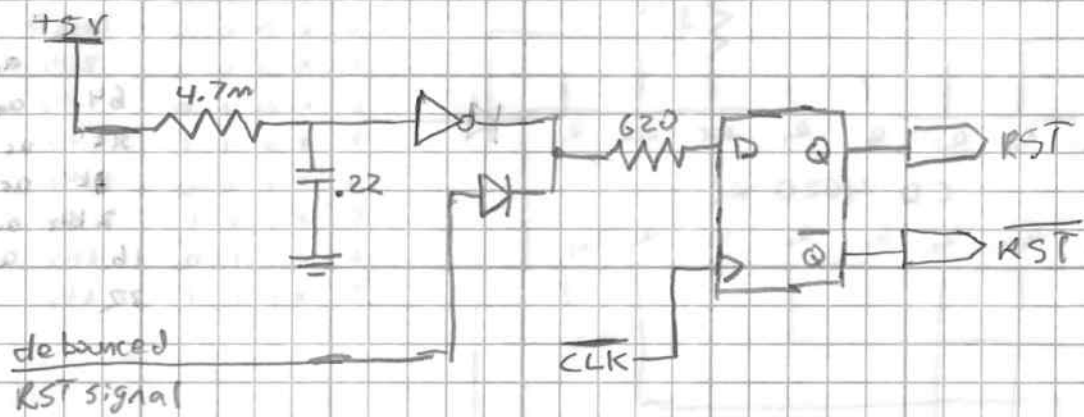 +5V
4.7m
.22
620
D Q
Q̅
RST
R̅S̅T̅
C̅L̅K̅
debounced
RST signal